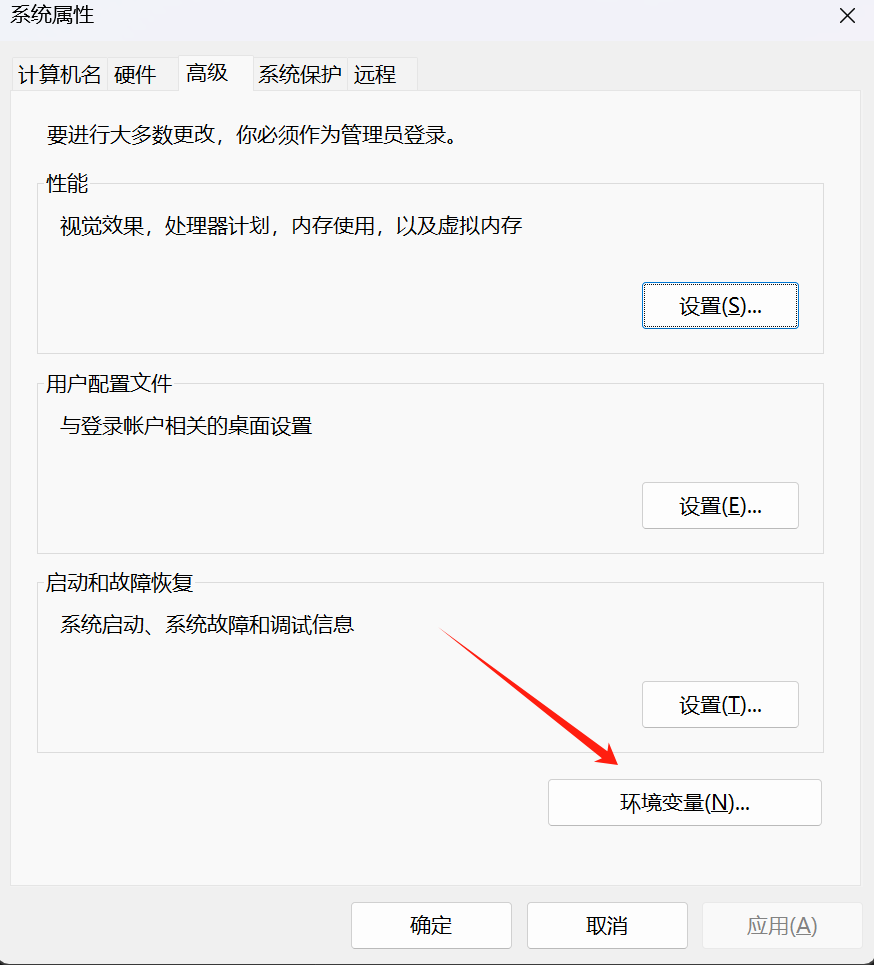 系统属性
计算机名 硬件 高级 系统保护 远程
要进行大多数更改，你必须作为管理员登录。
性能
视觉效果，处理器计划，内存使用，以及虚拟内存
设置(S)...
用户配置文件
与登录帐户相关的桌面设置
设置(E)...
启动和故障恢复
系统启动、系统故障和调试信息
设置(T)...
环境变量(N)...
确定 取消 应用(A)